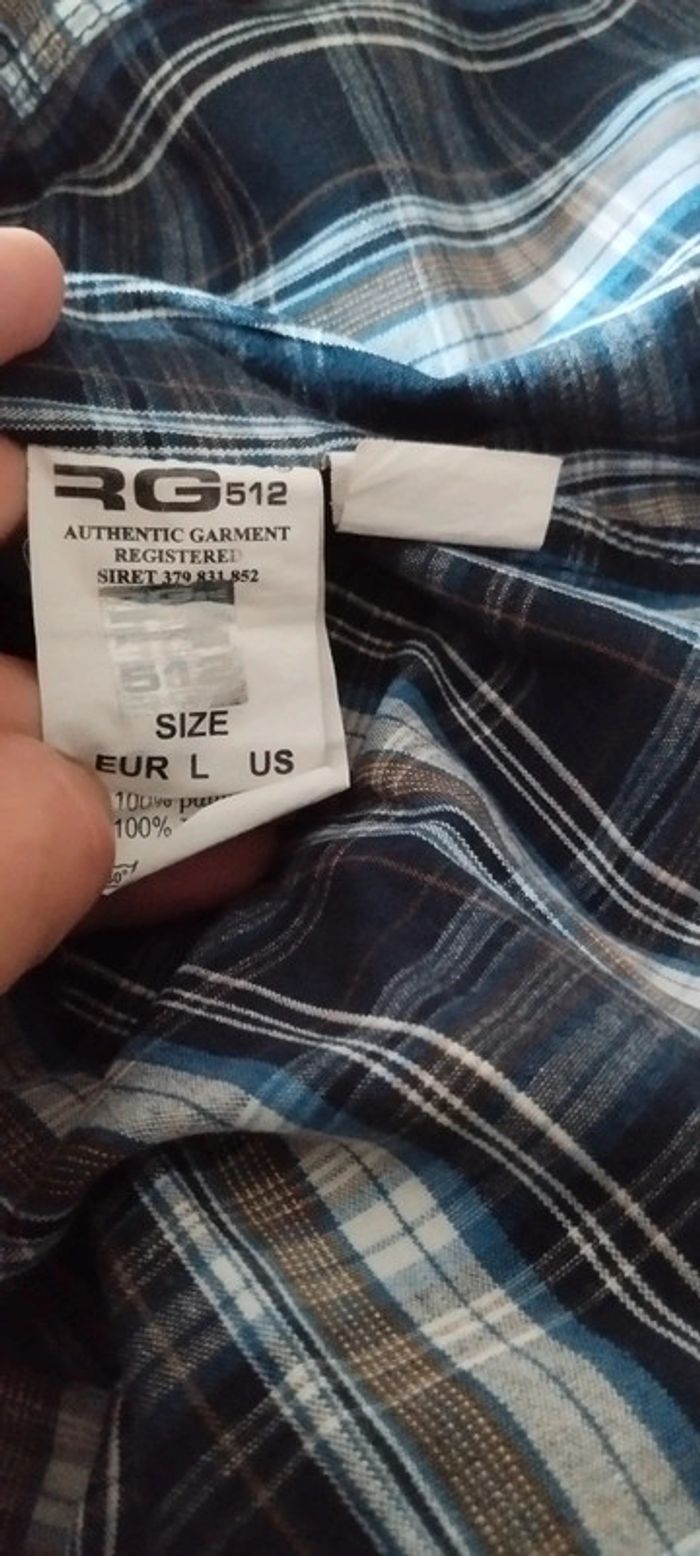 RG512
AUTHENTIC GARMENT
REGISTERED
SIRET 379 831 852
512
SIZE
EUR L US
100%
100%